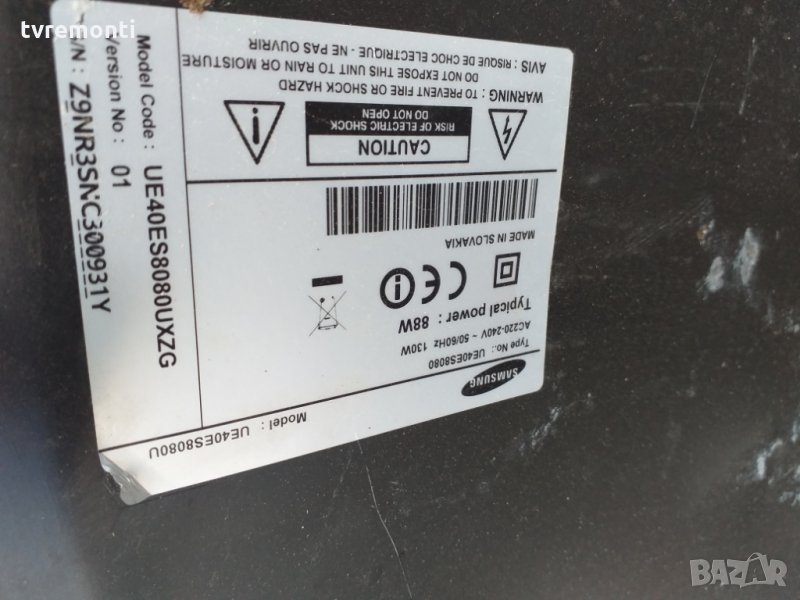 tvremonti
SAMSUNG
Model : UE40ES8080U
Type No.: UE40ES8080
AC220-240V ~ 50/60Hz 130W
Typical power : 88W
MADE IN SLOVAKIA
CAUTION
RISK OF ELECTRIC SHOCK
DO NOT OPEN
WARNING : TO PREVENT FIRE OR SHOCK HAZRD
DO NOT EXPOSE THIS UNIT TO RAIN OR MOISTURE
AVIS : RISQUE DE CHOC ELECTRIQUE - NE PAS OUVRIR
Model Code : UE40ES8080UXZG
Version No : 01
S/N : Z9NR3SNC300931Y
BAZAR